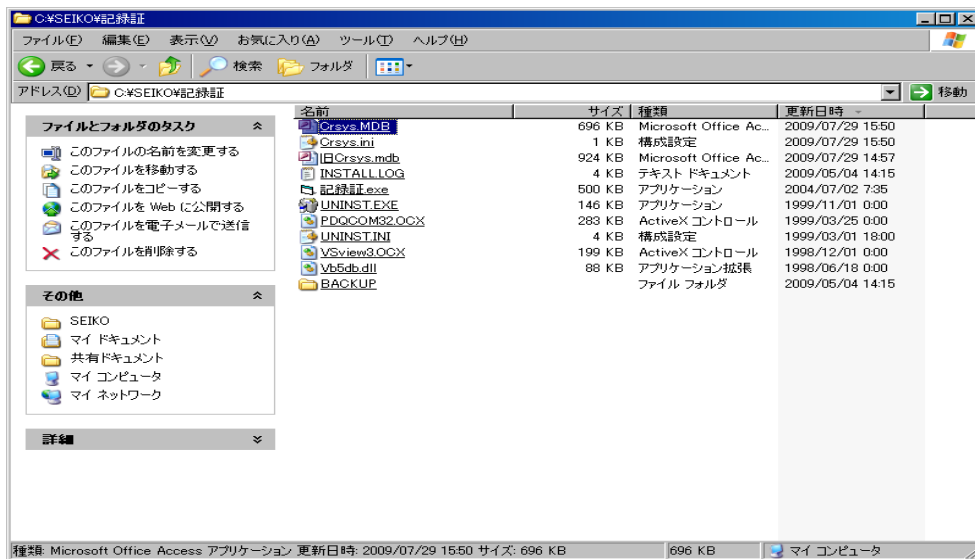 C:¥SEIKO¥記録証
ファイル(F) 編集(E) 表示(V) お気に入り(A) ツール(T) ヘルプ(H)
戻る 検索 フォルダ
アドレス(D) C:¥SEIKO¥記録証 移動
ファイルとフォルダのタスク
このファイルの名前を変更する
このファイルを移動する
このファイルをコピーする
このファイルを Web に公開する
このファイルを電子メールで送信
する
このファイルを削除する
その他
SEIKO
マイ ドキュメント
共有ドキュメント
マイ コンピュータ
マイ ネットワーク
詳細
名前 サイズ 種類 更新日時
Crsys.MDB 696 KB Microsoft Office Ac... 2009/07/29 15:50
Crsys.ini 1 KB 構成設定 2009/07/29 15:50
旧Crsys.mdb 924 KB Microsoft Office Ac... 2009/07/29 14:57
INSTALL.LOG 4 KB テキスト ドキュメント 2009/05/04 14:15
記録証.exe 500 KB アプリケーション 2004/07/02 7:35
UNINST.EXE 146 KB アプリケーション 1999/11/01 0:00
PDQCOM32.OCX 283 KB ActiveX コントロール 1999/03/25 0:00
UNINST.INI 4 KB 構成設定 1999/03/01 18:00
VSview3.OCX 199 KB ActiveX コントロール 1998/12/01 0:00
Vb5db.dll 88 KB アプリケーション拡張 1998/06/18 0:00
BACKUP ファイル フォルダ 2009/05/04 14:15
種類: Microsoft Office Access アプリケーション 更新日時: 2009/07/29 15:50 サイズ: 696 KB 696 KB マイ コンピュータ